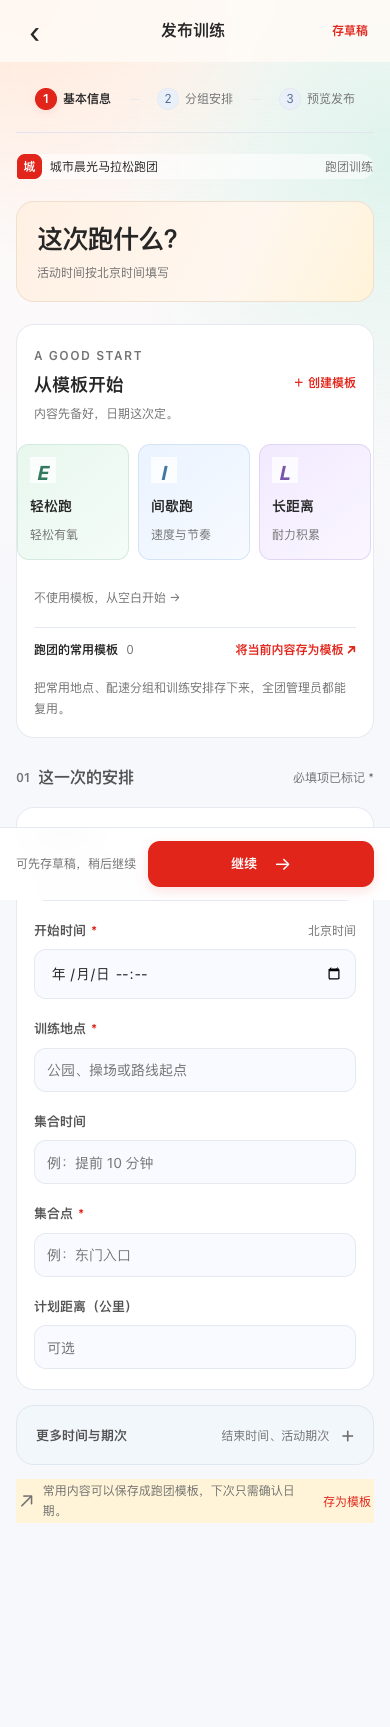 发布训练
存草稿
1 基本信息
2 分组安排
3 预览发布
城 城市晨光马拉松跑团
跑团训练
这次跑什么?
活动时间按北京时间填写
A GOOD START
从模板开始
+ 创建模板
内容先备好，日期这次定。
E
轻松跑
轻松有氧
I
间歇跑
速度与节奏
L
长距离
耐力积累
不使用模板，从空白开始 →
跑团的常用模板 0
将当前内容存为模板 ↗
把常用地点、配速分组和训练安排存下来，全团管理员都能
复用。
01 这一次的安排
必填项已标记 *
可先存草稿，稍后继续
继续 →
开始时间 *
北京时间
年 /月/日 --:--
训练地点 *
公园、操场或路线起点
集合时间
例：提前 10 分钟
集合点 *
例：东门入口
计划距离（公里）
可选
更多时间与期次
结束时间、活动期次 +
↗ 常用内容可以保存成跑团模板，下次只需确认日
期。
存为模板